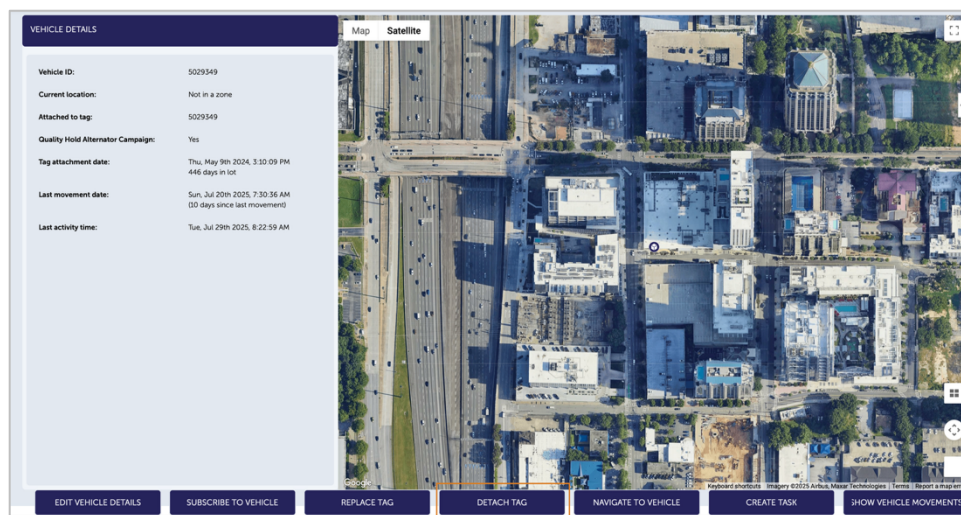 VEHICLE DETAILS
Map Satellite
Vehicle ID: 5029349
Current location: Not in a zone
Attached to tag: 5029349
Quality Hold Alternator Campaign: Yes
Tag attachment date: Thu, May 9th 2024, 3:10:09 PM
446 days in lot
Last movement date: Sun, Jul 20th 2025, 7:30:36 AM
(10 days since last movement)
Last activity time: Tue, Jul 29th 2025, 8:22:59 AM
Google
Keyboard shortcuts Imagery ©2025 Airbus, Maxar Technologies Terms Report a map err
EDIT VEHICLE DETAILS SUBSCRIBE TO VEHICLE REPLACE TAG DETACH TAG NAVIGATE TO VEHICLE CREATE TASK SHOW VEHICLE MOVEMENTS